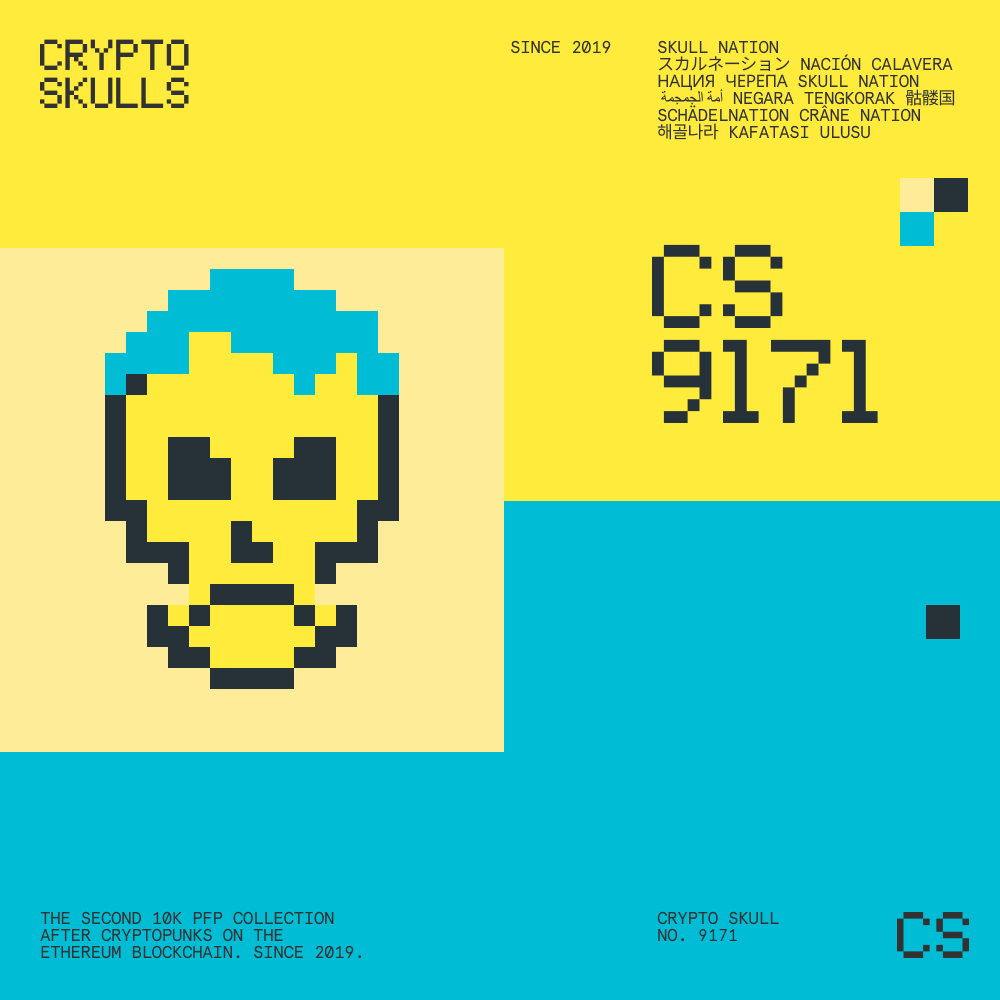 CRYPTO
SKULLS
SINCE 2019
SKULL NATION
スカルネーション NACIÓN CALAVERA
НАЦИЯ ЧЕРЕПА SKULL NATION
أمة الجمجمة NEGARA TENGKORAK 骷髅国
SCHÄDELNATION CRÂNE NATION
해골나라 KAFATASI ULUSU
CS
9171
THE SECOND 10K PFP COLLECTION
AFTER CRYPTOPUNKS ON THE
ETHEREUM BLOCKCHAIN. SINCE 2019.
CRYPTO SKULL
NO. 9171
CS